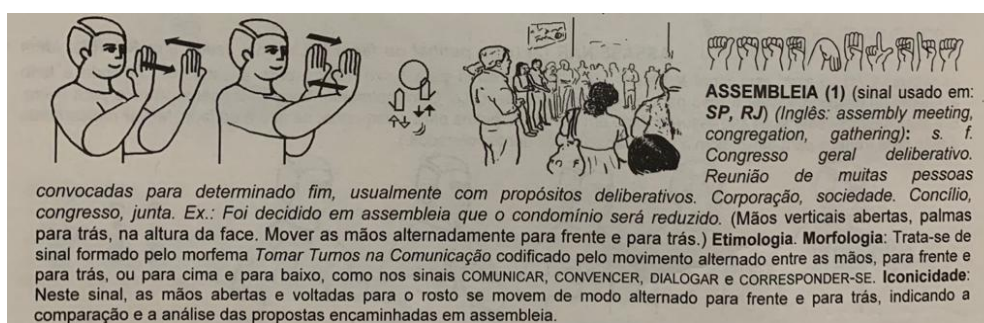 ASSEMBLEIA (1) (sinal usado em:
SP, RJ) (Inglês: assembly meeting,
congregation, gathering): s. f.
Congresso geral deliberativo.
Reunião de muitas pessoas
convocadas para determinado fim, usualmente com propósitos deliberativos. Corporação, sociedade. Concílio,
congresso, junta. Ex.: Foi decidido em assembleia que o condomínio será reduzido. (Mãos verticais abertas, palmas
para trás, na altura da face. Mover as mãos alternadamente para frente e para trás.) Etimologia. Morfologia: Trata-se de
sinal formado pelo morfema Tomar Turnos na Comunicação codificado pelo movimento alternado entre as mãos, para frente e
para trás, ou para cima e para baixo, como nos sinais COMUNICAR, CONVENCER, DIALOGAR e CORRESPONDER-SE. Iconicidade:
Neste sinal, as mãos abertas e voltadas para o rosto se movem de modo alternado para frente e para trás, indicando a
comparação e a análise das propostas encaminhadas em assembleia.